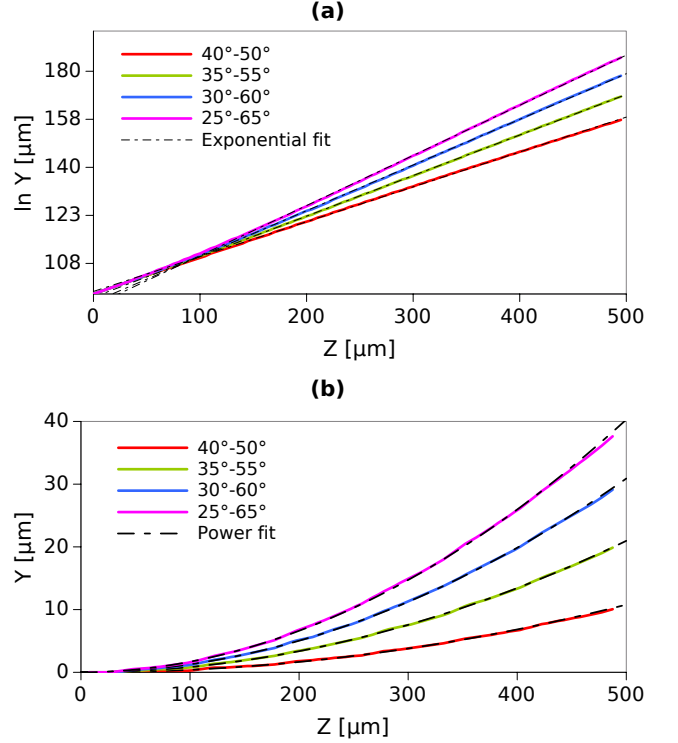 (a)
ln Y [μm]
180
158
140
123
108
40°-50°
35°-55°
30°-60°
25°-65°
Exponential fit
0 100 200 300 400 500
Z [μm]
(b)
Y [μm]
40
30
20
10
0
40°-50°
35°-55°
30°-60°
25°-65°
Power fit
0 100 200 300 400 500
Z [μm]